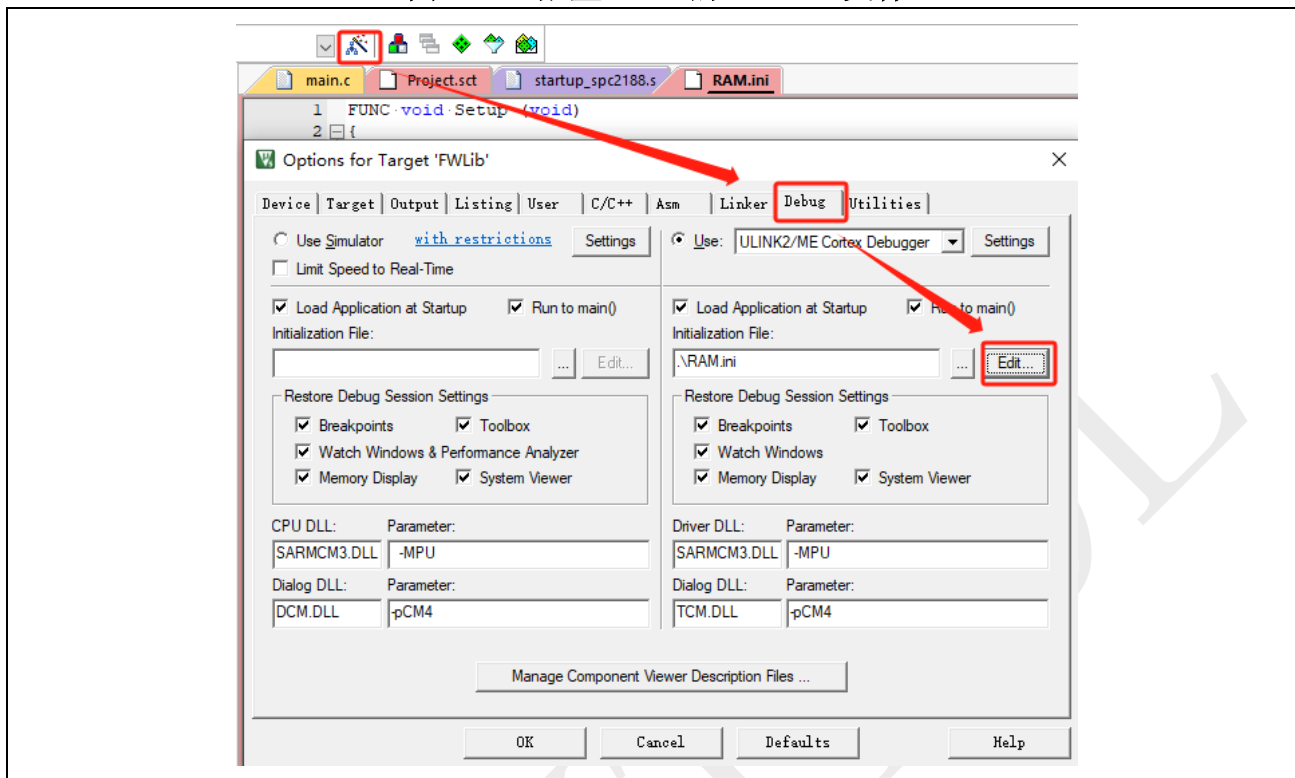 main.c Project.sct startup_spc2188.s RAM.ini
1 FUNC void Setup (void)
2 {
Options for Target 'FWLib'
Device Target Output Listing User C/C++ Asm Linker Debug Utilities
Use Simulator with restrictions Settings Use: ULINK2/ME Cortex Debugger Settings
Limit Speed to Real-Time
Load Application at Startup Run to main() Load Application at Startup Run to main()
Initialization File: Initialization File:
... Edit... .\RAM.ini ... Edit...
Restore Debug Session Settings Restore Debug Session Settings
Breakpoints Toolbox Breakpoints Toolbox
Watch Windows & Performance Analyzer Watch Windows
Memory Display System Viewer Memory Display System Viewer
CPU DLL: Parameter: Driver DLL: Parameter:
SARMCM3.DLL -MPU SARMCM3.DLL -MPU
Dialog DLL: Parameter: Dialog DLL: Parameter:
DCM.DLL -pCM4 TCM.DLL -pCM4
Manage Component Viewer Description Files ...
OK Cancel Defaults Help